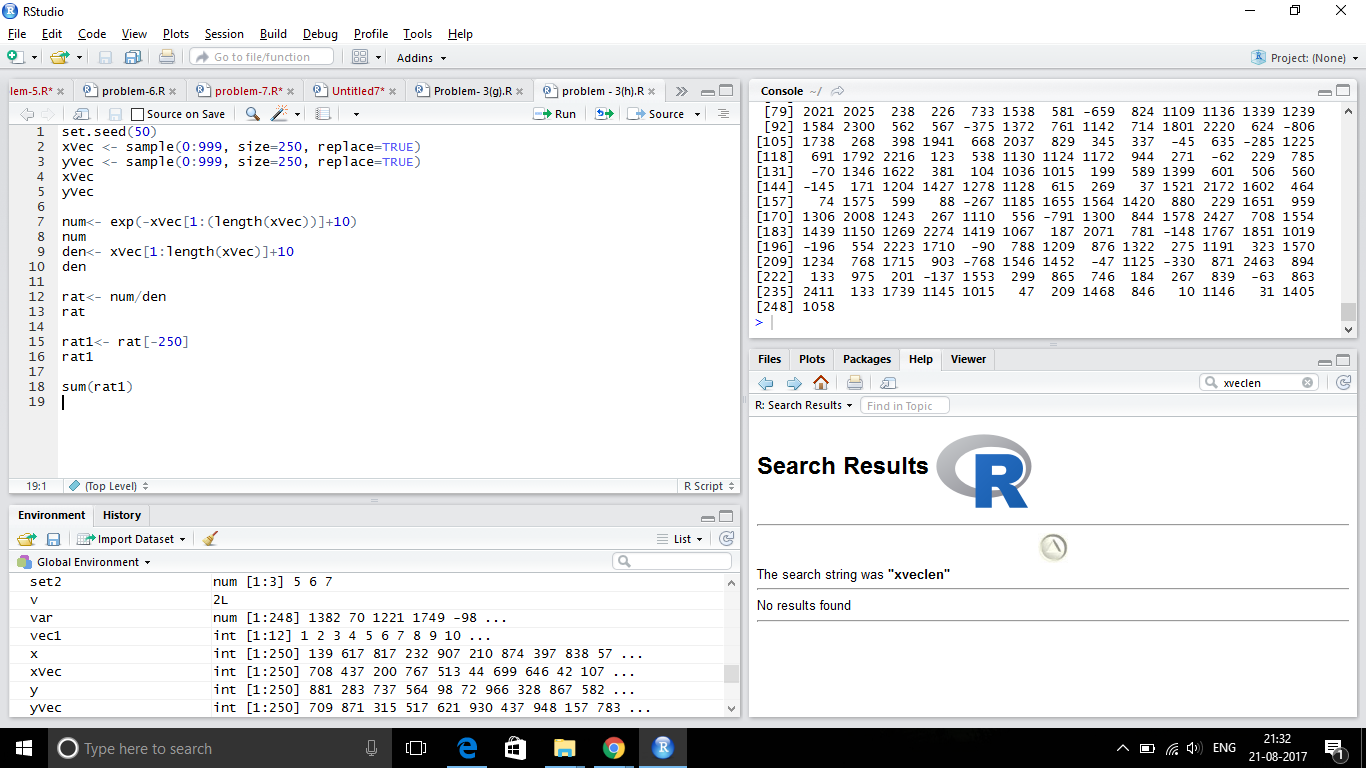 RStudio
File Edit Code View Plots Session Build Debug Profile Tools Help
Go to file/function Addins Project: (None)
lem-5.R* problem-6.R problem-7.R* Untitled7* Problem- 3(g).R problem - 3(h).R
Source on Save Run Source
1 set.seed(50)
2 xVec <- sample(0:999, size=250, replace=TRUE)
3 yVec <- sample(0:999, size=250, replace=TRUE)
4 xVec
5 yVec
6
7 num<- exp(-xVec[1:(length(xVec))]+10)
8 num
9 den<- xVec[1:length(xVec)]+10
10 den
11
12 rat<- num/den
13 rat
14
15 rat1<- rat[-250]
16 rat1
17
18 sum(rat1)
19
19:1 (Top Level) R Script
Environment History
Import Dataset List
Global Environment
set2 num [1:3] 5 6 7
v 2L
var num [1:248] 1382 70 1221 1749 -98 ...
vec1 int [1:12] 1 2 3 4 5 6 7 8 9 10 ...
x int [1:250] 139 617 817 232 907 210 874 397 838 57 ...
xVec int [1:250] 708 437 200 767 513 44 699 646 42 107 ...
y int [1:250] 881 283 737 564 98 72 966 328 867 582 ...
yVec int [1:250] 709 871 315 517 621 930 437 948 157 783 ...
Console ~/
[79] 2021 2025 238 226 733 1538 581 -659 824 1109 1136 1339 1239
[92] 1584 2300 562 567 -375 1372 761 1142 714 1801 2220 624 -806
[105] 1738 268 398 1941 668 2037 829 345 337 -45 635 -285 1225
[118] 691 1792 2216 123 538 1130 1124 1172 944 271 -62 229 785
[131] -70 1346 1622 381 104 1036 1015 199 589 1399 601 506 560
[144] -145 171 1204 1427 1278 1128 615 269 37 1521 2172 1602 464
[157] 74 1575 599 88 -267 1185 1655 1564 1420 880 229 1651 959
[170] 1306 2008 1243 267 1110 556 -791 1300 844 1578 2427 708 1554
[183] 1439 1150 1269 2274 1419 1067 187 2071 781 -148 1767 1851 1019
[196] -196 554 2223 1710 -90 788 1209 876 1322 275 1191 323 1570
[209] 1234 768 1715 903 -768 1546 1452 -47 1125 -330 871 2463 894
[222] 133 975 201 -137 1553 299 865 746 184 267 839 -63 863
[235] 2411 133 1739 1145 1015 47 209 1468 846 10 1146 31 1405
[248] 1058
>
Files Plots Packages Help Viewer
xveclen
R: Search Results Find in Topic
Search Results R
The search string was "xveclen"
No results found
Type here to search ENG 21:32
21-08-2017 1